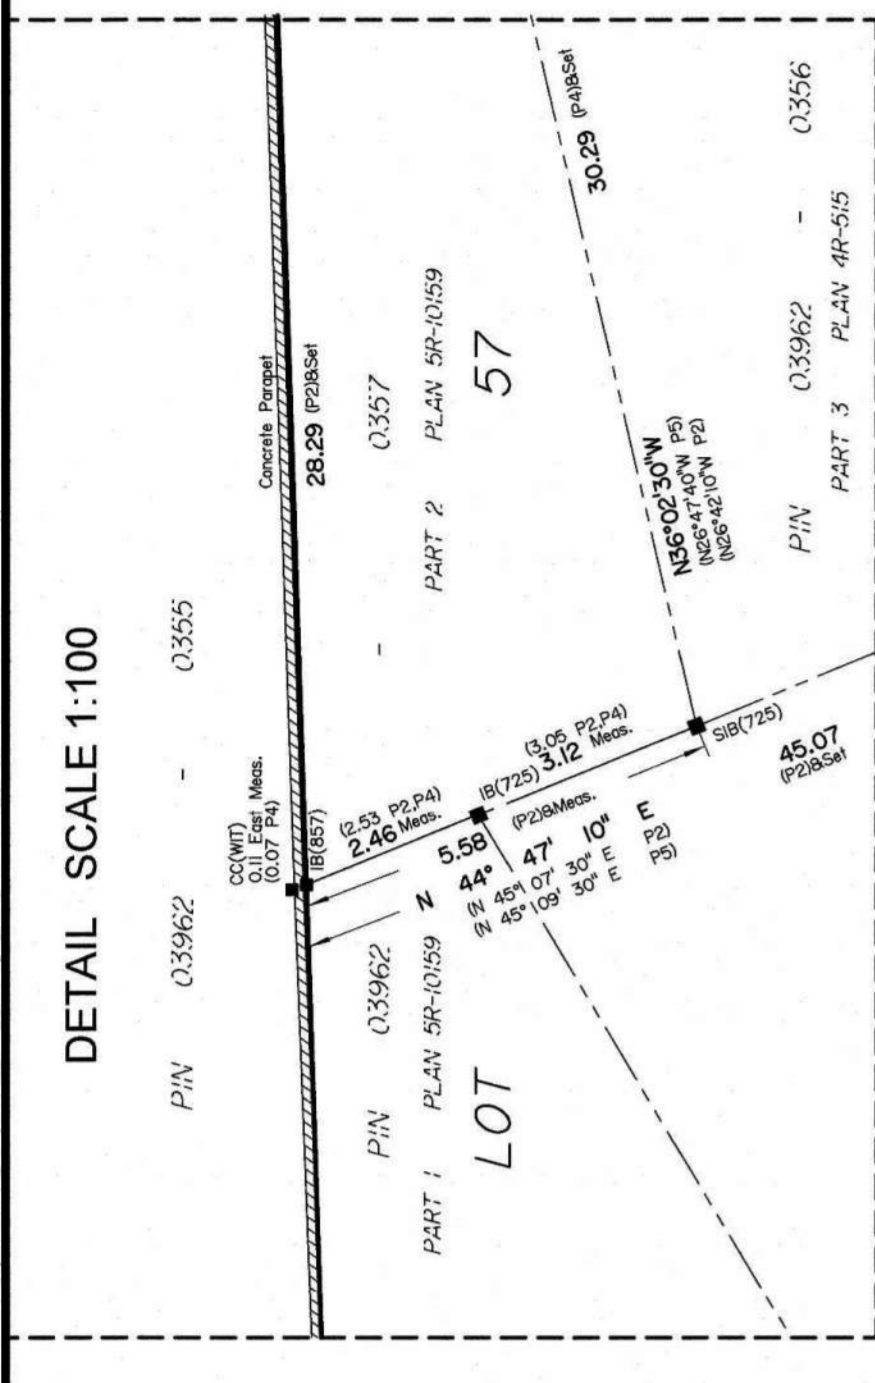 DETAIL SCALE 1:100
PIN 03962 - 0355
CC(WIT)
0.11 East Meas.
(0.07 P4)
IB(857)
Concrete Parapet
28.29 (P2)&Set
PIN 03962 - 0357
PART 1 PLAN 5R-10159
PART 2 PLAN 5R-10159
LOT 57
(2.53 P2,P4)
2.46 Meas.
IB(725)
(3.05 P2,P4)
3.12 Meas.
5.58 (P2)&Meas.
N 44° 47' 10" E
(N 45° 07' 30" E P2)
(N 45° 09' 30" E P5)
SIB(725)
45.07
(P2)&Set
30.29 (P4)&Set
N36°02'30"W
(N26°47'40"W P5)
(N26°42'10"W P2)
PIN 03962 - 0356
PART 3 PLAN 4R-515